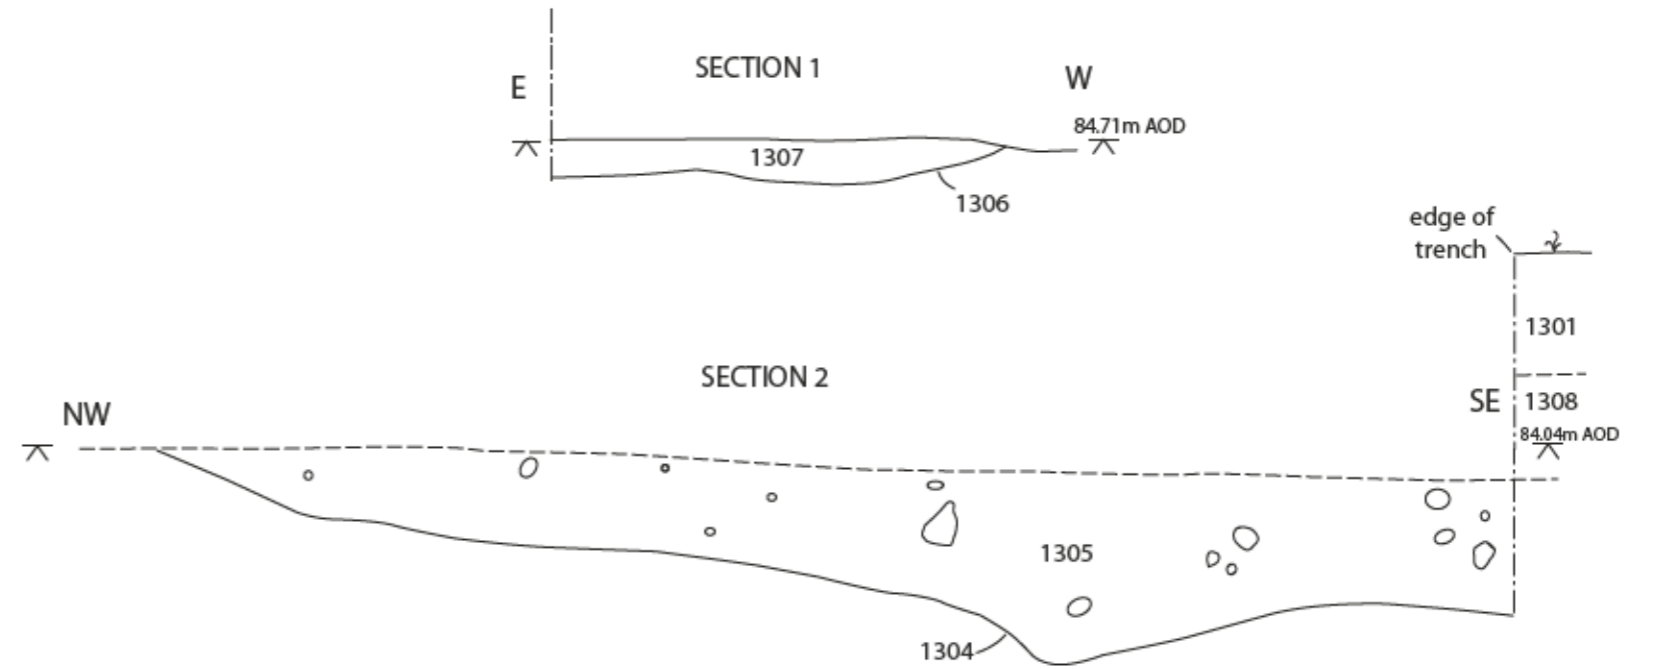 SECTION 1
E
W
84.71m AOD
1307
1306
edge of
trench
1301
SECTION 2
SE
1308
NW
84.04m AOD
1305
1304